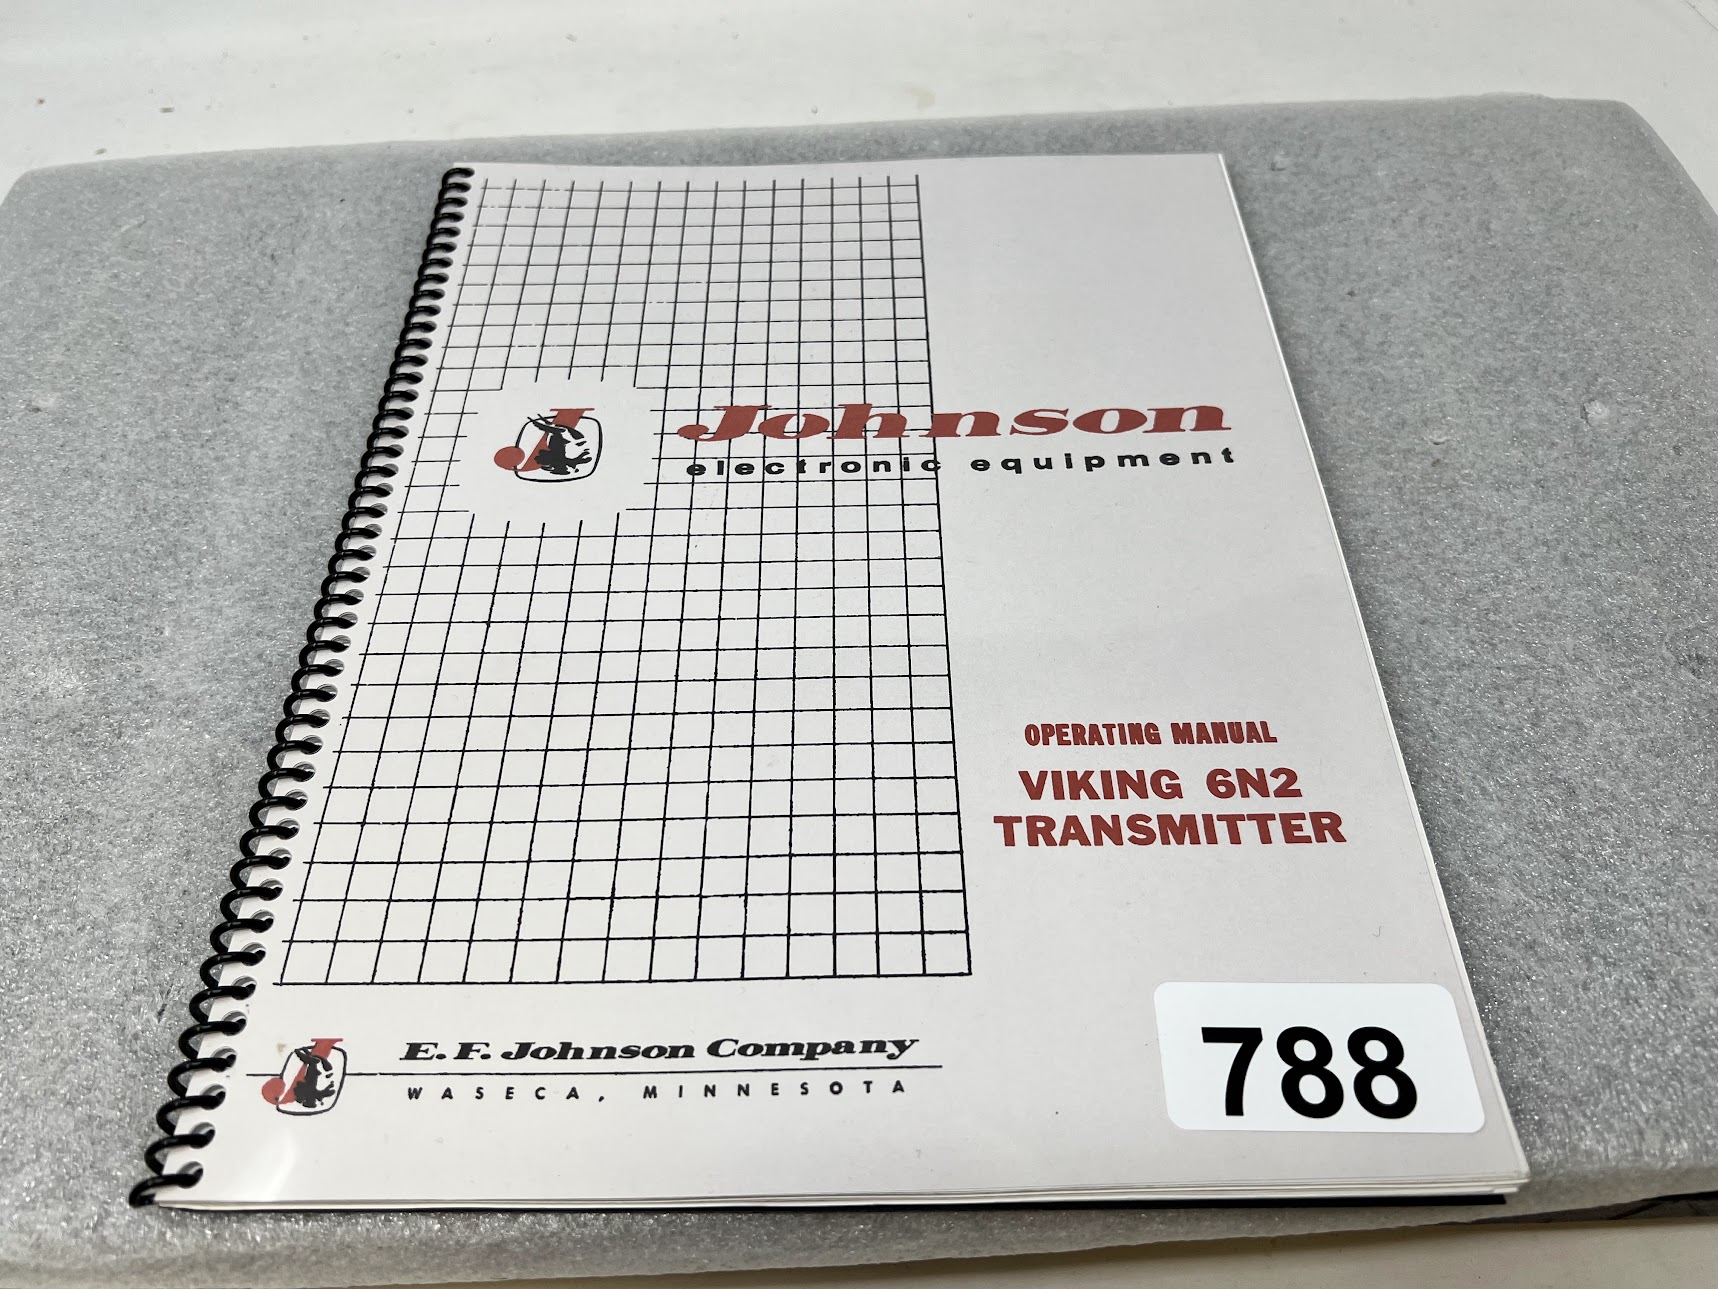 Johnson
electronic equipment
OPERATING MANUAL
VIKING 6N2
TRANSMITTER
J
E. F. Johnson Company
WASECA, MINNESOTA
788